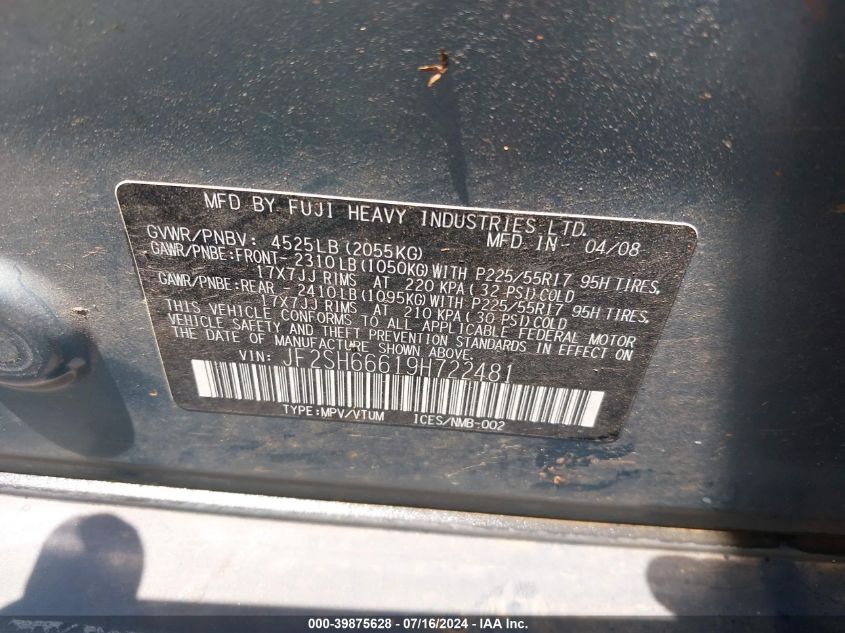 MFD BY FUJI HEAVY INDUSTRIES LTD.
MFD IN- 04/08
GVWR/PNBV: 4525LB (2055KG)
GAWR/PNBE:FRONT- 2310LB (1050KG) WITH P225/55R17 95H TIRES,
17X7JJ RIMS AT 220 KPA ( 32 PSI) COLD
GAWR/PNBE:REAR - 2410LB (1095KG) WITH P225/55R17 95H TIRES,
17X7JJ RIMS AT 210 KPA ( 30 PSI) COLD
THIS VEHICLE CONFORMS TO ALL APPLICABLE FEDERAL MOTOR
VEHICLE SAFETY AND THEFT PREVENTION STANDARDS IN EFFECT ON
THE DATE OF MANUFACTURE SHOWN ABOVE.
VIN: JF2SH66619H722481
TYPE:MPV/VTUM ICES/NMB-002
000-39875628 - 07/16/2024 - IAA Inc.